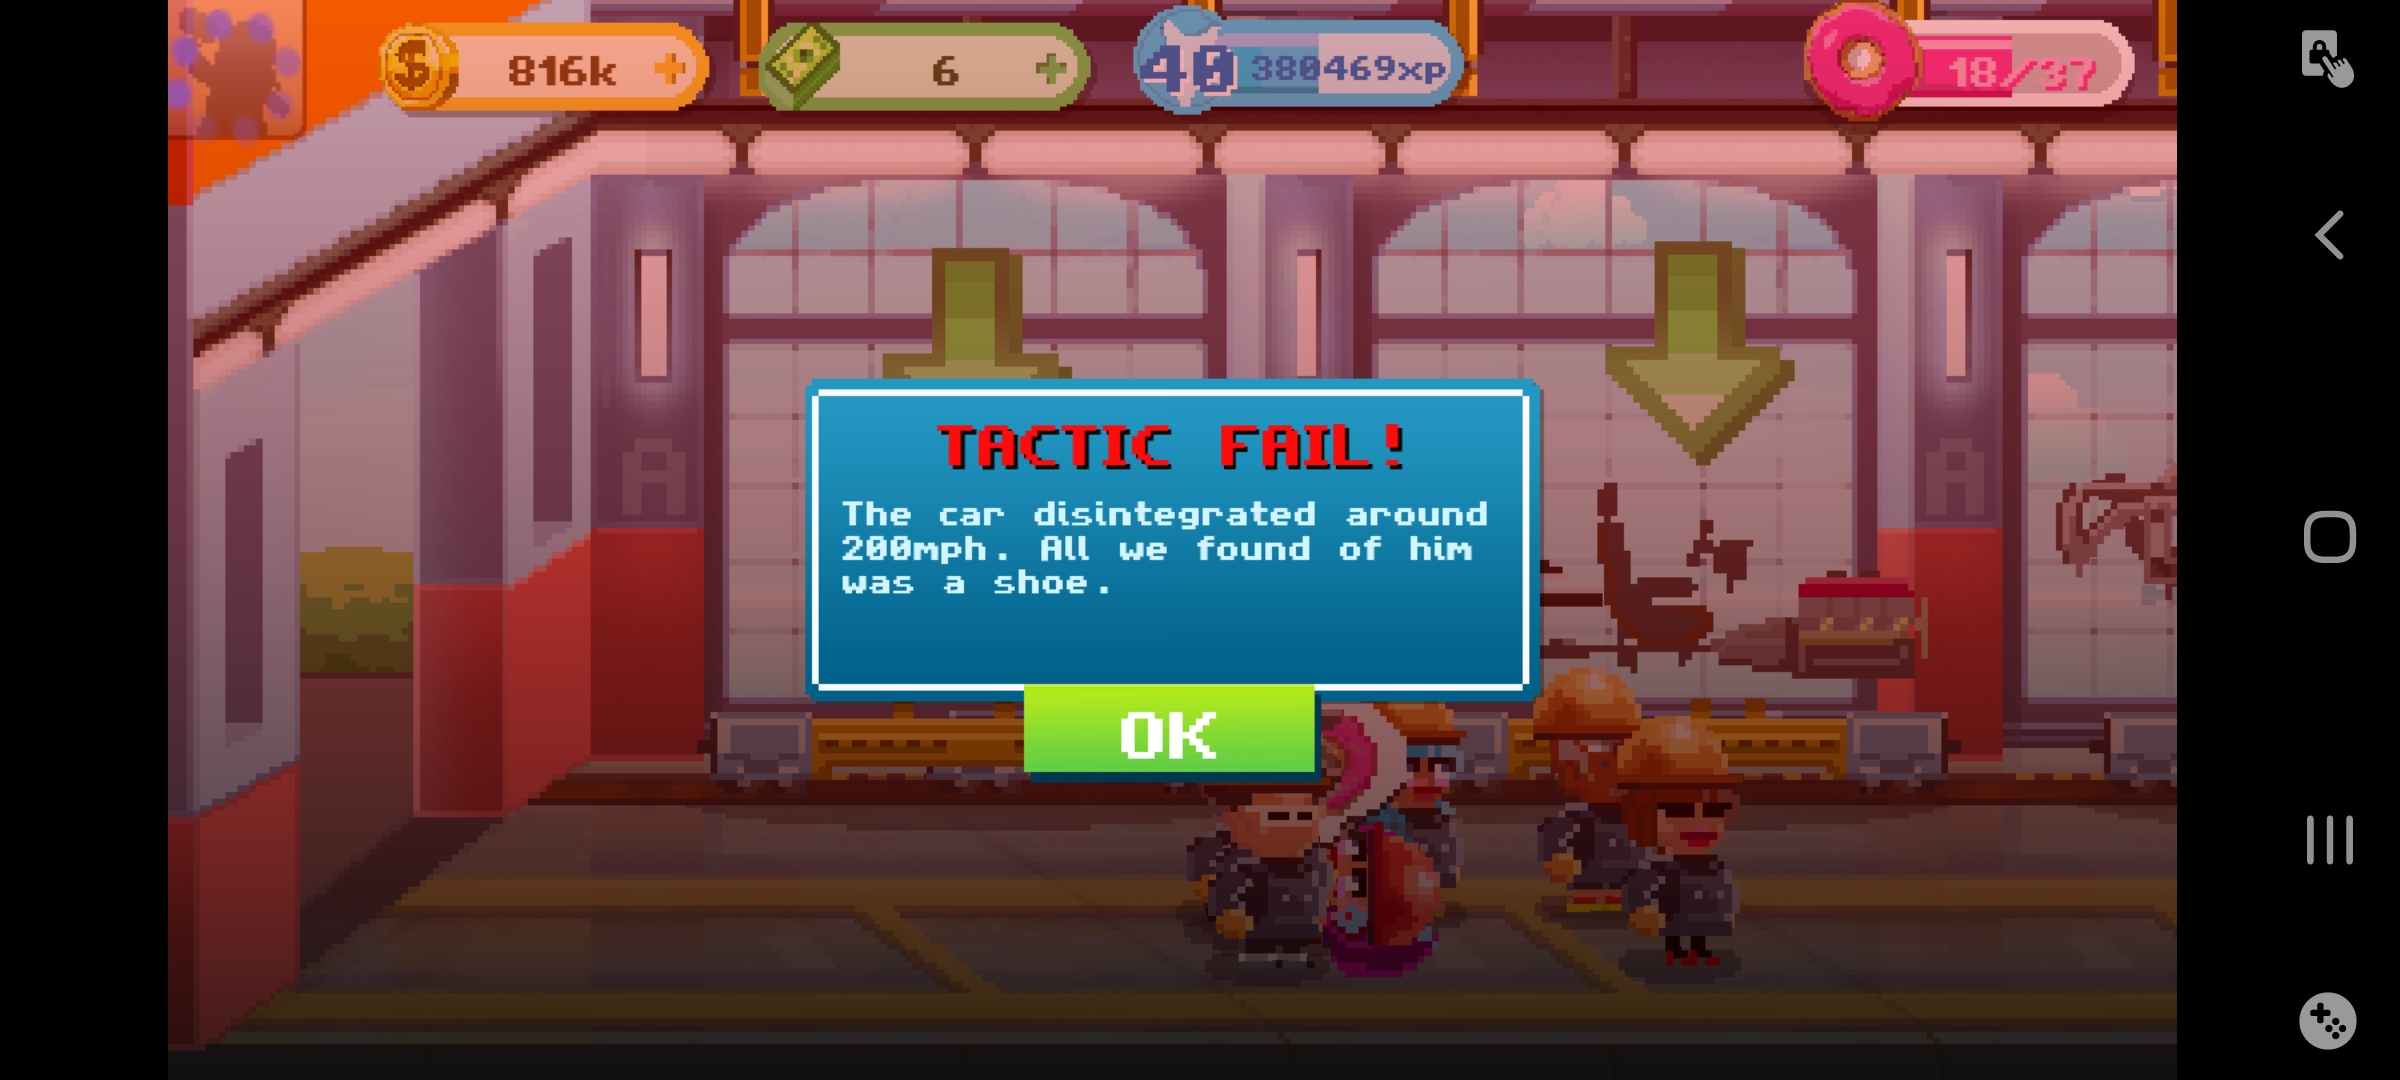 816k
6
40
380469xp
18/37
TACTIC FAIL!
The car disintegrated around
200mph. All we found of him
was a shoe.
OK
A
A